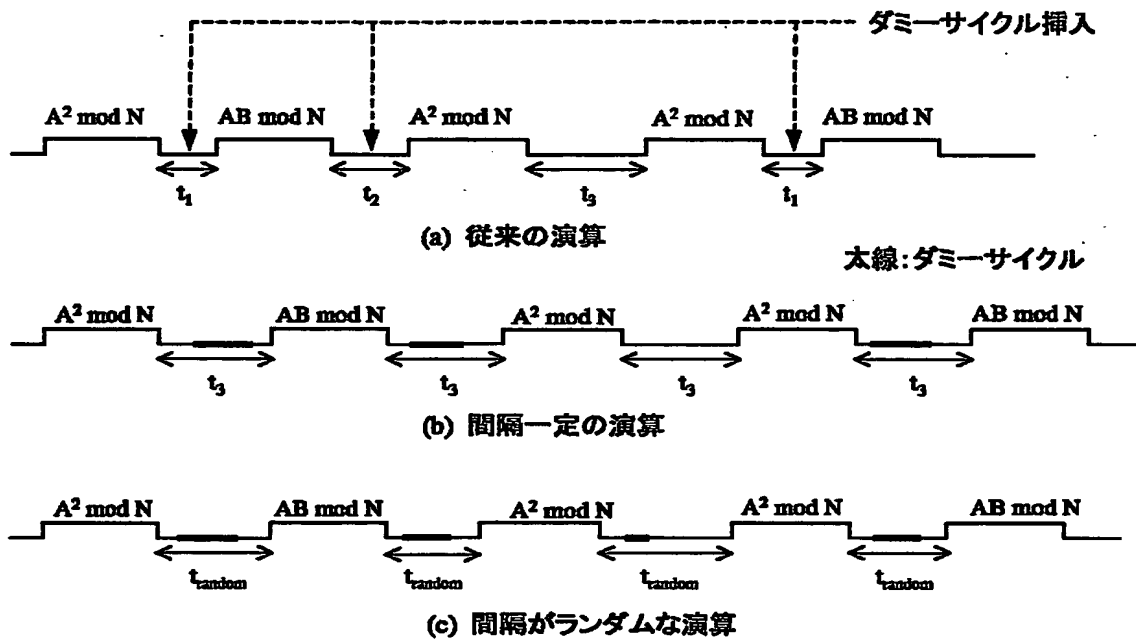 ダミーサイクル挿入
A² mod N AB mod N A² mod N A² mod N AB mod N
t₁ t₂ t₃ t₁
(a) 従来の演算
太線:ダミーサイクル
A² mod N AB mod N A² mod N A² mod N AB mod N
t₃ t₃ t₃ t₃
(b) 間隔一定の演算
A² mod N AB mod N A² mod N A² mod N AB mod N
t_random t_random t_random t_random
(c) 間隔がランダムな演算